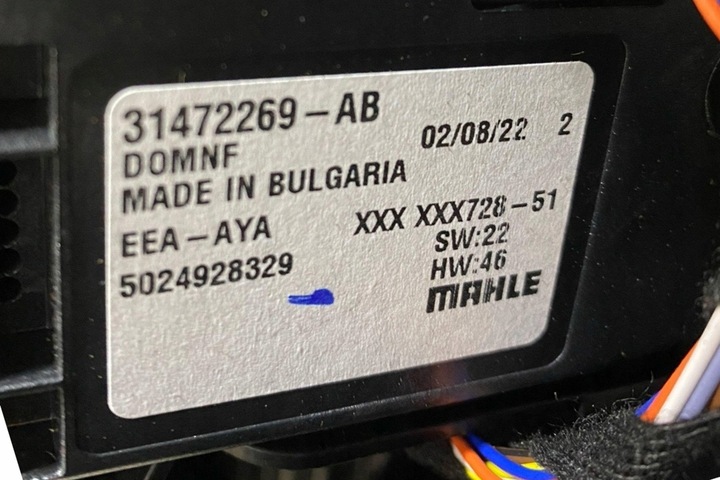 31472269-AB
02/08/22 2
DOMNF
MADE IN BULGARIA
EEA-AYA
XXX XXX728-51
SW:22
5024928329
HW:46
MAHLE